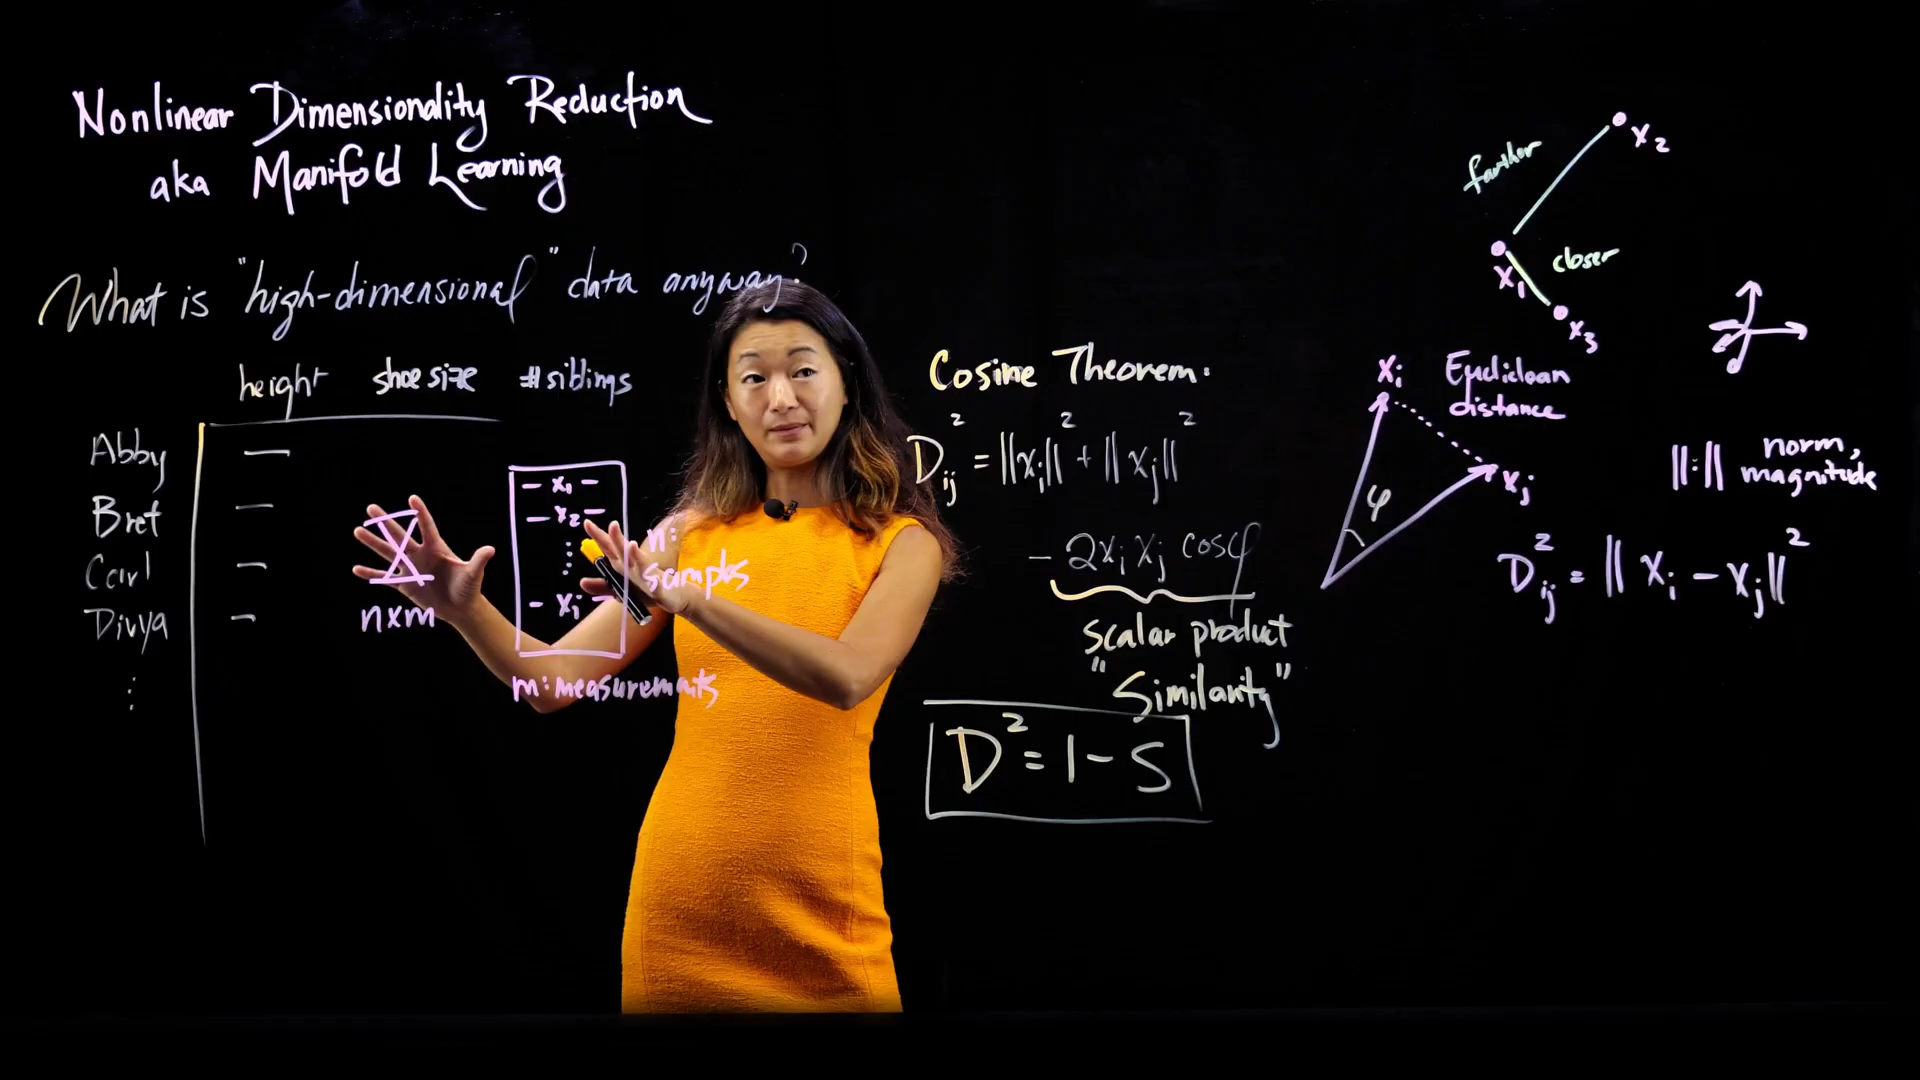 Nonlinear Dimensionality Reduction
aka Manifold Learning
What is "high-dimensional" data anyway?
height shoe size # siblings
Abby
Bret
Carl
Divya
⋮
X
n×m
– x₁ –
– x₂ –
⋮
– xᵢ –
n:
samples
m: measurements
Cosine Theorem.
D²ᵢⱼ = ||xᵢ||² + ||xⱼ||²
– 2xᵢxⱼ cosφ
scalar product
"Similarity"
D² = 1 – S
farther
x₂
closer
x₁
x₃
xᵢ
Euclidean
distance
xⱼ
φ
||·|| norm,
magnitude
D²ᵢⱼ = ||xᵢ – xⱼ||²